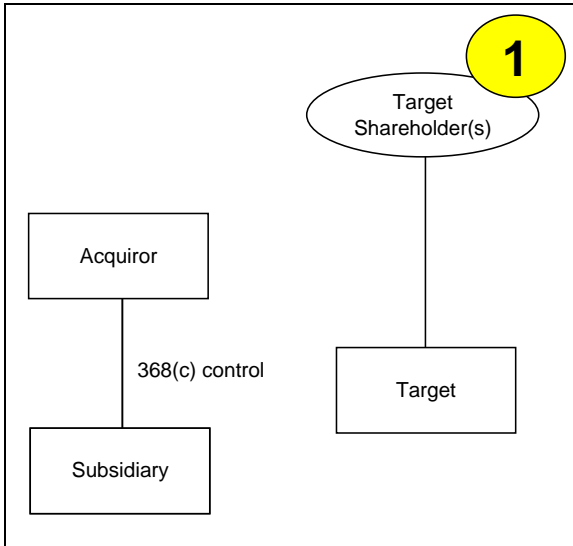 1
Target
Shareholder(s)
Acquiror
368(c) control
Target
Subsidiary